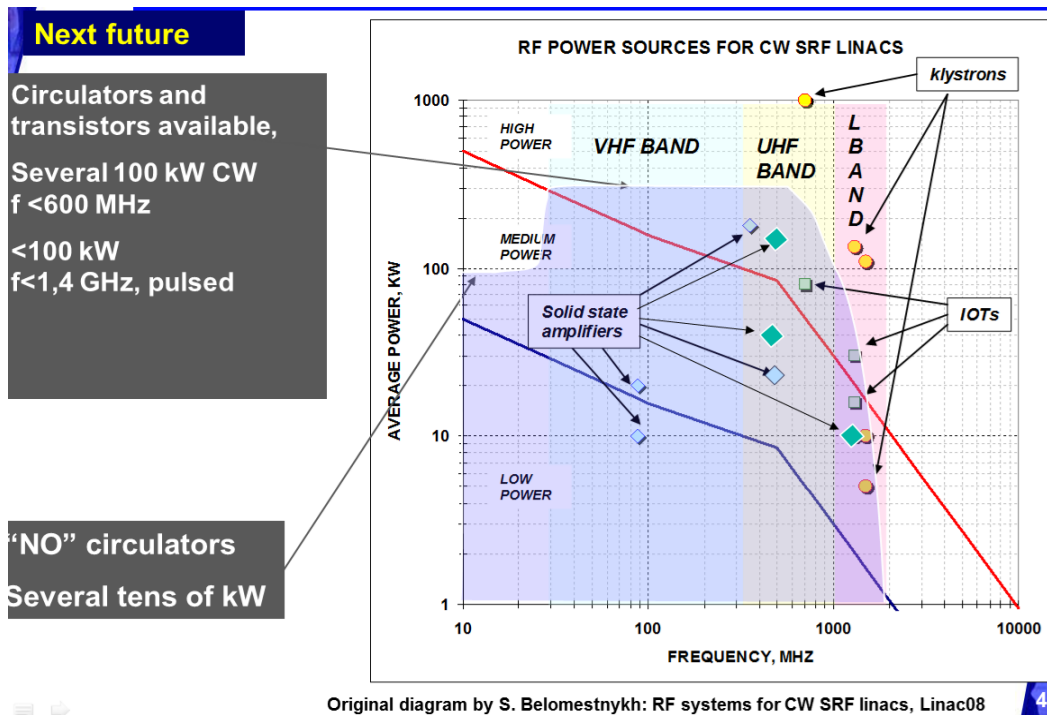 Next future
Circulators and
transistors available,
Several 100 kW CW
f <600 MHz
<100 kW
f<1,4 GHz, pulsed
“NO” circulators
Several tens of kW
RF POWER SOURCES FOR CW SRF LINACS
klystrons
1000
HIGH
POWER
VHF BAND
UHF
BAND
L
B
A
N
D
MEDIUM
POWER
100
Solid state
amplifiers
IOTs
AVERAGE POWER, KW
10
LOW
POWER
1
10
100
1000
10000
FREQUENCY, MHZ
Original diagram by S. Belomestnykh: RF systems for CW SRF linacs, Linac08
4